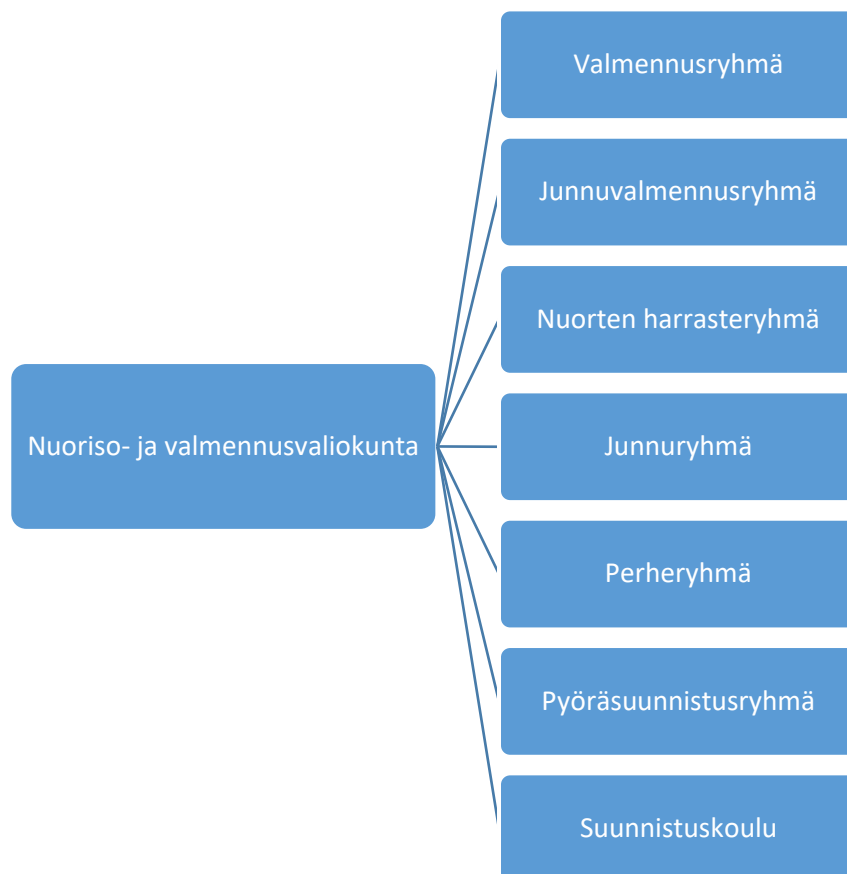 Valmennusryhmä
Junnuvalmennusryhmä
Nuorten harrasteryhmä
Nuoriso- ja valmennusvaliokunta
Junnuryhmä
Perheryhmä
Pyöräsuunnistusryhmä
Suunnistuskoulu